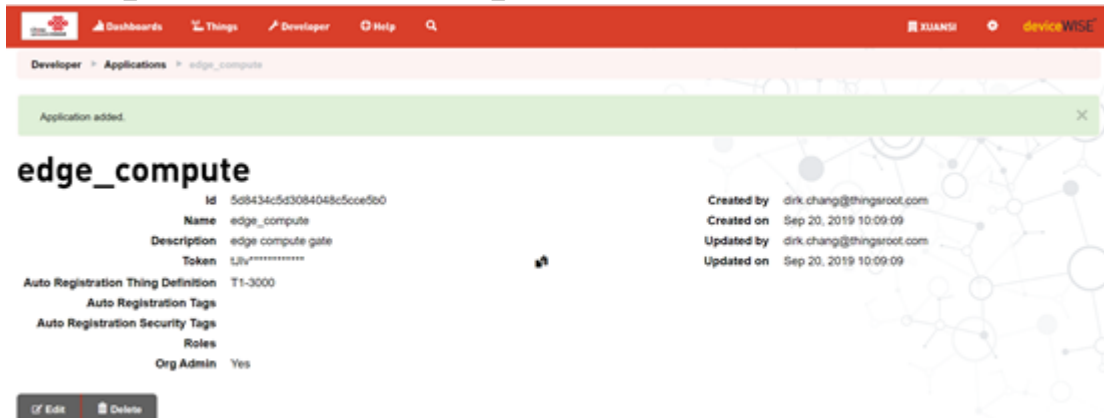 Dashboards Things Developer Help XUANSI deviceWISE
Developer > Applications > edge_compute
Application added.
edge_compute
Id 5d8434c5d3084048c5cce5b0 Created by dirk.chang@thingsroot.com
Name edge_compute Created on Sep 20, 2019 10:09:09
Description edge compute gate Updated by dirk.chang@thingsroot.com
Token Updated on Sep 20, 2019 10:09:09
Auto Registration Thing Definition T1-3000
Auto Registration Tags
Auto Registration Security Tags
Roles
Org Admin Yes
Edit Delete